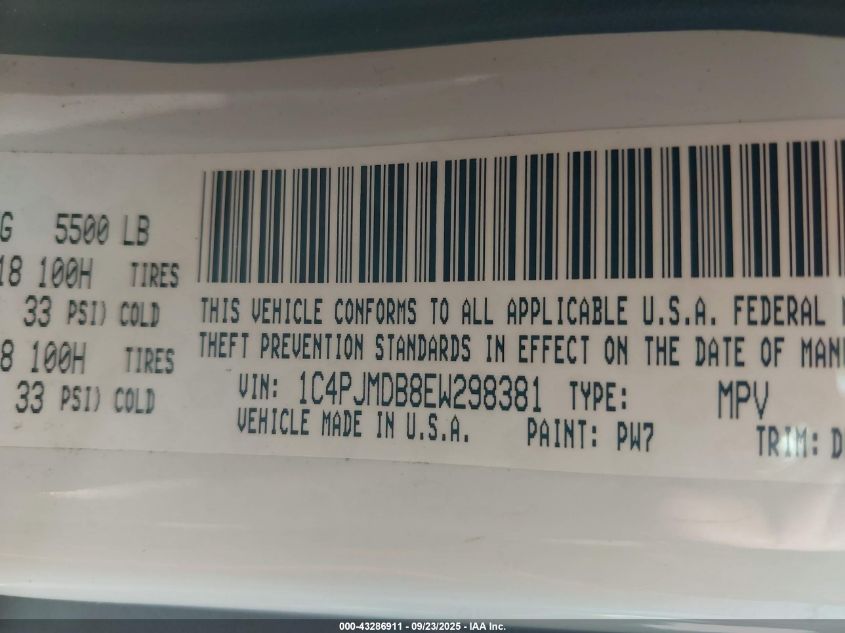 G 5500 LB
18 100H TIRES
33 PSI) COLD
8 100H TIRES
33 PSI) COLD
THIS VEHICLE CONFORMS TO ALL APPLICABLE U.S.A. FEDERAL
THEFT PREVENTION STANDARDS IN EFFECT ON THE DATE OF MAN
VIN: 1C4PJMDB8EW298381 TYPE: MPV
VEHICLE MADE IN U.S.A. PAINT: PW7
TRIM: D
000-43286911 - 09/23/2025 - IAA Inc.